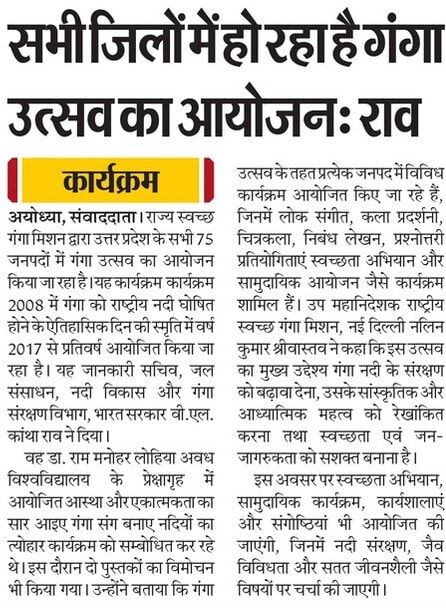 सभी जिलों में हो रहा है गंगा
उत्सव का आयोजन: राव
कार्यक्रम
अयोध्या, संवाददाता। राज्य स्वच्छ
गंगा मिशन द्वारा उत्तर प्रदेश के सभी 75
जनपदों में गंगा उत्सव का आयोजन
किया जा रहा है। यह कार्यक्रम कार्यक्रम
2008 में गंगा को राष्ट्रीय नदी घोषित
होने के ऐतिहासिक दिन की स्मृति में वर्ष
2017 से प्रतिवर्ष आयोजित किया जा
रहा है। यह जानकारी सचिव, जल
संसाधन, नदी विकास और गंगा
संरक्षण विभाग, भारत सरकार वी.एल.
कांथा राव ने दिया।
वह डा. राम मनोहर लोहिया अवध
विश्वविद्यालय के प्रेक्षागृह में
आयोजित आस्था और एकात्मकता का
सार आइए गंगा संग बनाए नदियों का
त्योहार कार्यक्रम को सम्बोधित कर रहे
थे। इस दौरान दो पुस्तकों का विमोचन
भी किया गया। उन्होंने बताया कि गंगा
उत्सव के तहत प्रत्येक जनपद में विविध
कार्यक्रम आयोजित किए जा रहे हैं,
जिनमें लोक संगीत, कला प्रदर्शनी,
चित्रकला, निबंध लेखन, प्रश्नोत्तरी
प्रतियोगिताएं स्वच्छता अभियान और
सामुदायिक आयोजन जैसे कार्यक्रम
शामिल हैं। उप महानिदेशक राष्ट्रीय
स्वच्छ गंगा मिशन, नई दिल्ली नलिन
कुमार श्रीवास्तव ने कहा कि इस उत्सव
का मुख्य उद्देश्य गंगा नदी के संरक्षण
को बढ़ावा देना, उसके सांस्कृतिक और
आध्यात्मिक महत्व को रेखांकित
करना तथा स्वच्छता एवं जन-
जागरुकता को सशक्त बनाना है।
इस अवसर पर स्वच्छता अभियान,
सामुदायिक कार्यक्रम, कार्यशालाएं
और संगोष्ठियां भी आयोजित की
जाएंगी, जिनमें नदी संरक्षण, जैव
विविधता और सतत जीवनशैली जैसे
विषयों पर चर्चा की जाएगी।